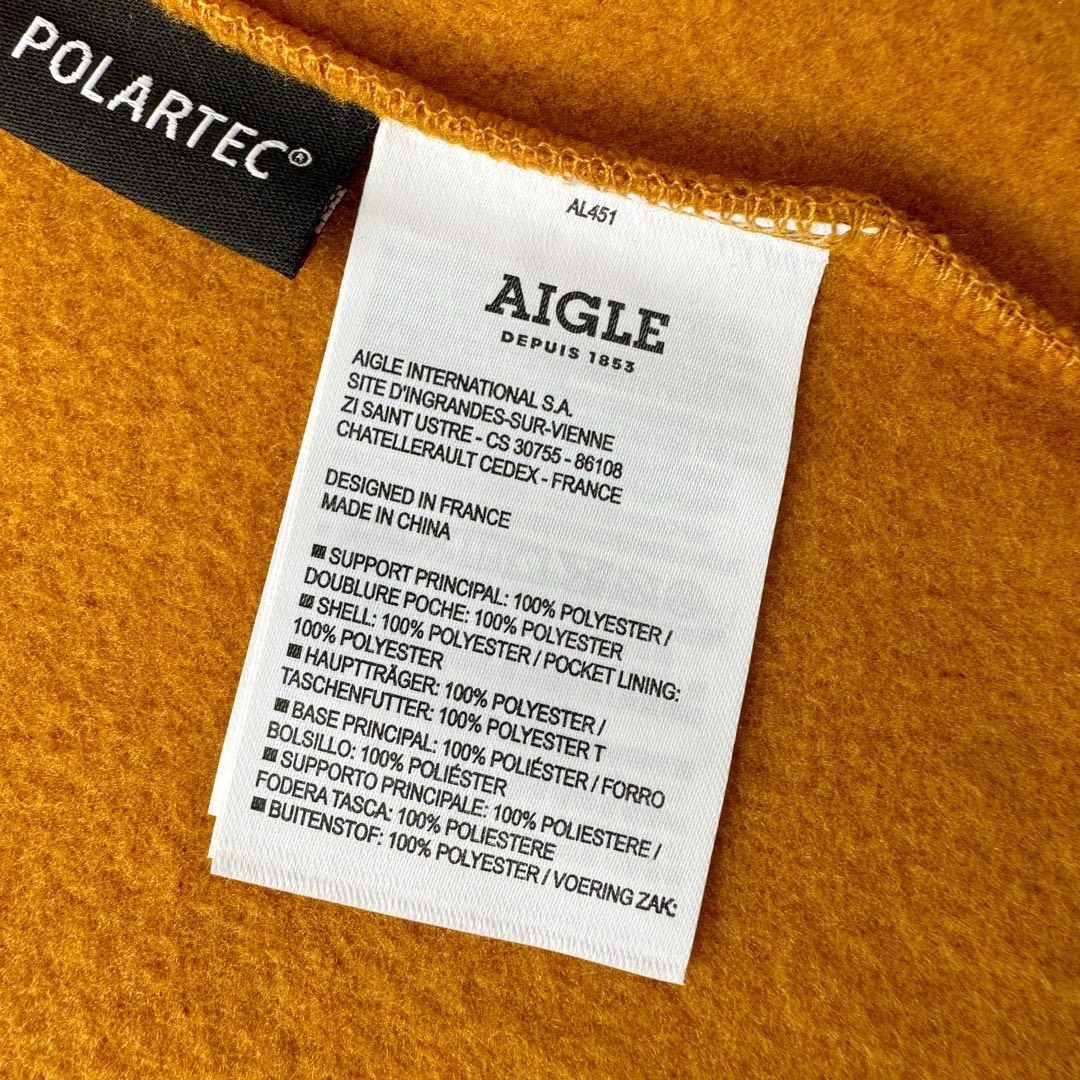 POLARTEC®
AL451
AIGLE
DEPUIS 1853
AIGLE INTERNATIONAL S.A.
SITE D'INGRANDES-SUR-VIENNE
ZI SAINT USTRE - CS 30755 - 86108
CHATELLERAULT CEDEX - FRANCE
DESIGNED IN FRANCE
MADE IN CHINA
SUPPORT PRINCIPAL: 100% POLYESTER /
DOUBLURE POCHE: 100% POLYESTER
SHELL: 100% POLYESTER / POCKET LINING:
100% POLYESTER
HAUPTTRÄGER: 100% POLYESTER /
TASCHENFUTTER: 100% POLYESTER T
BASE PRINCIPAL: 100% POLIÉSTER / FORRO
BOLSILLO: 100% POLIÉSTER
SUPPORTO PRINCIPALE: 100% POLIESTERE /
FODERA TASCA: 100% POLIESTERE
BUITENSTOF: 100% POLYESTER / VOERING ZAK: